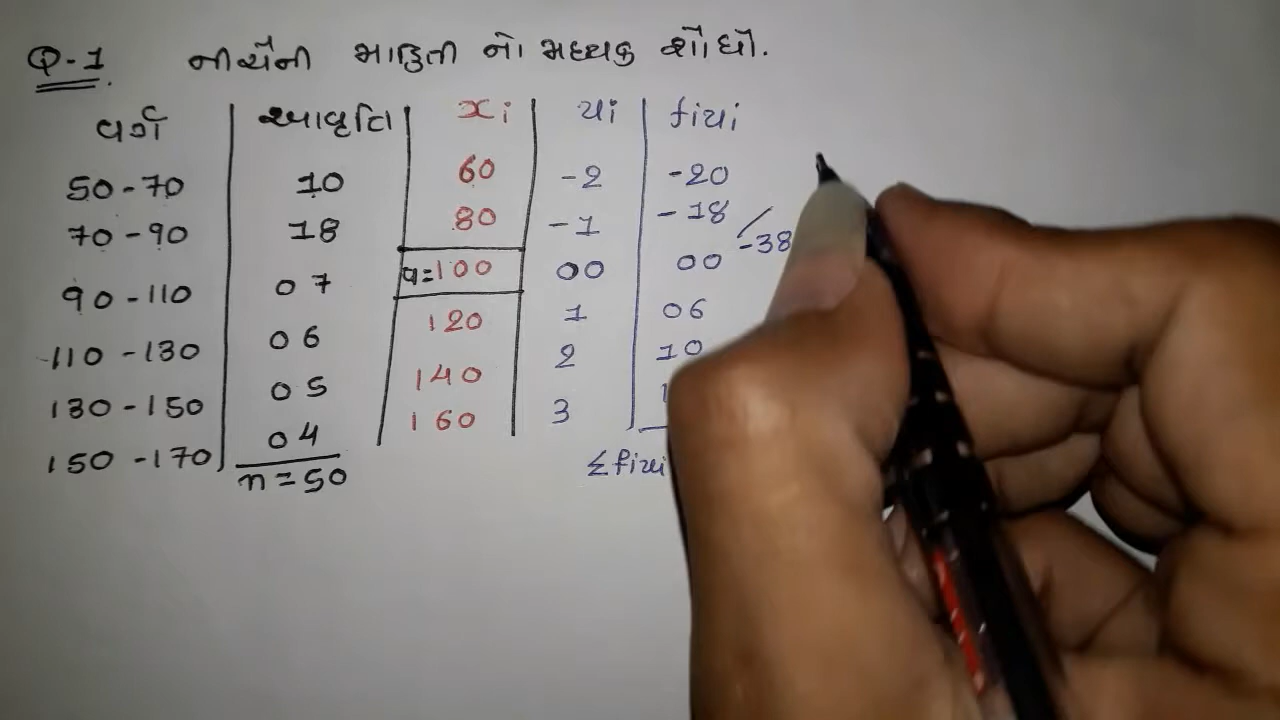 Q-1 નીચેની માહિતી નો મધ્યક શોધો.
વર્ગ આવૃતિ xi યi fiયi
50-70 10 60 -2 -20
70-90 18 80 -1 -18
-38
90-110 07 a=100 00 00
110-130 06 120 1 06
130-150 05 140 2 10
150-170 04 160 3
n=50 Σfiયi